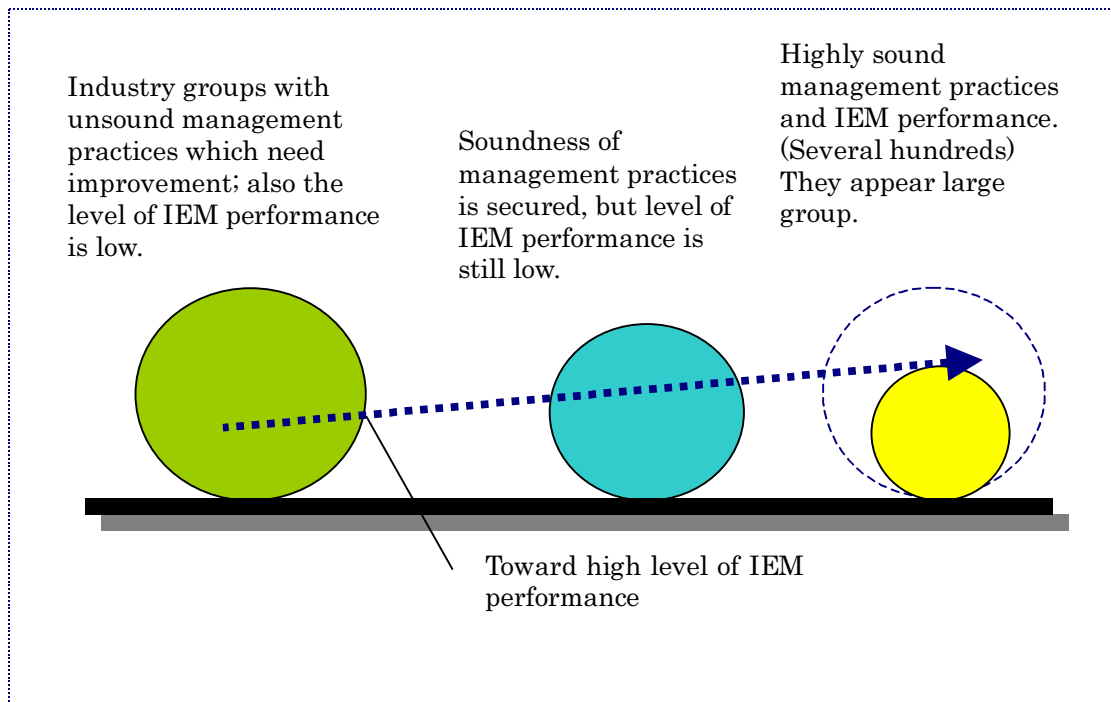 Industry groups with
unsound management
practices which need
improvement; also the
level of IEM performance
is low.
Soundness of
management practices
is secured, but level of
IEM performance is
still low.
Highly sound
management practices
and IEM performance.
(Several hundreds)
They appear large
group.
Toward high level of IEM
performance